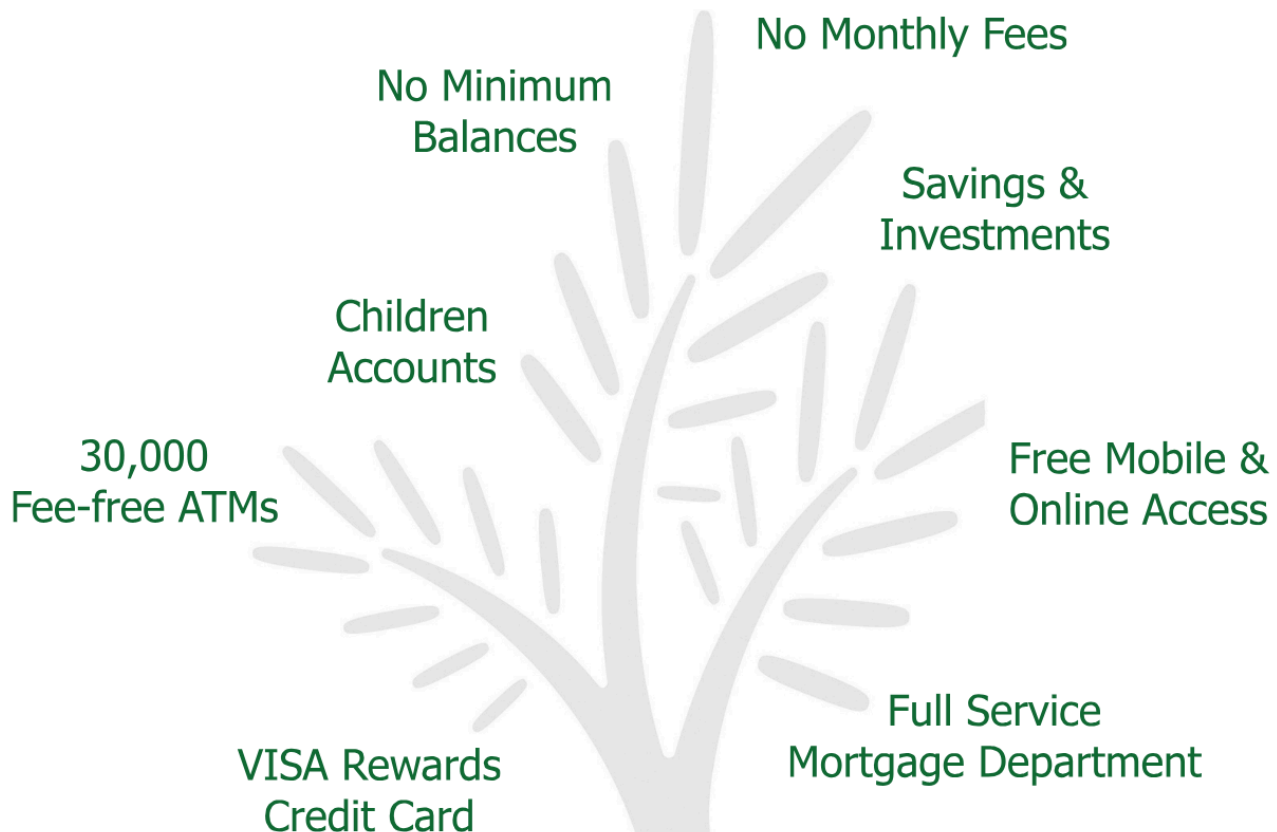 No Monthly Fees
No Minimum
Balances
Savings &
Investments
Children
Accounts
30,000
Fee-free ATMs
Free Mobile &
Online Access
Full Service
Mortgage Department
VISA Rewards
Credit Card